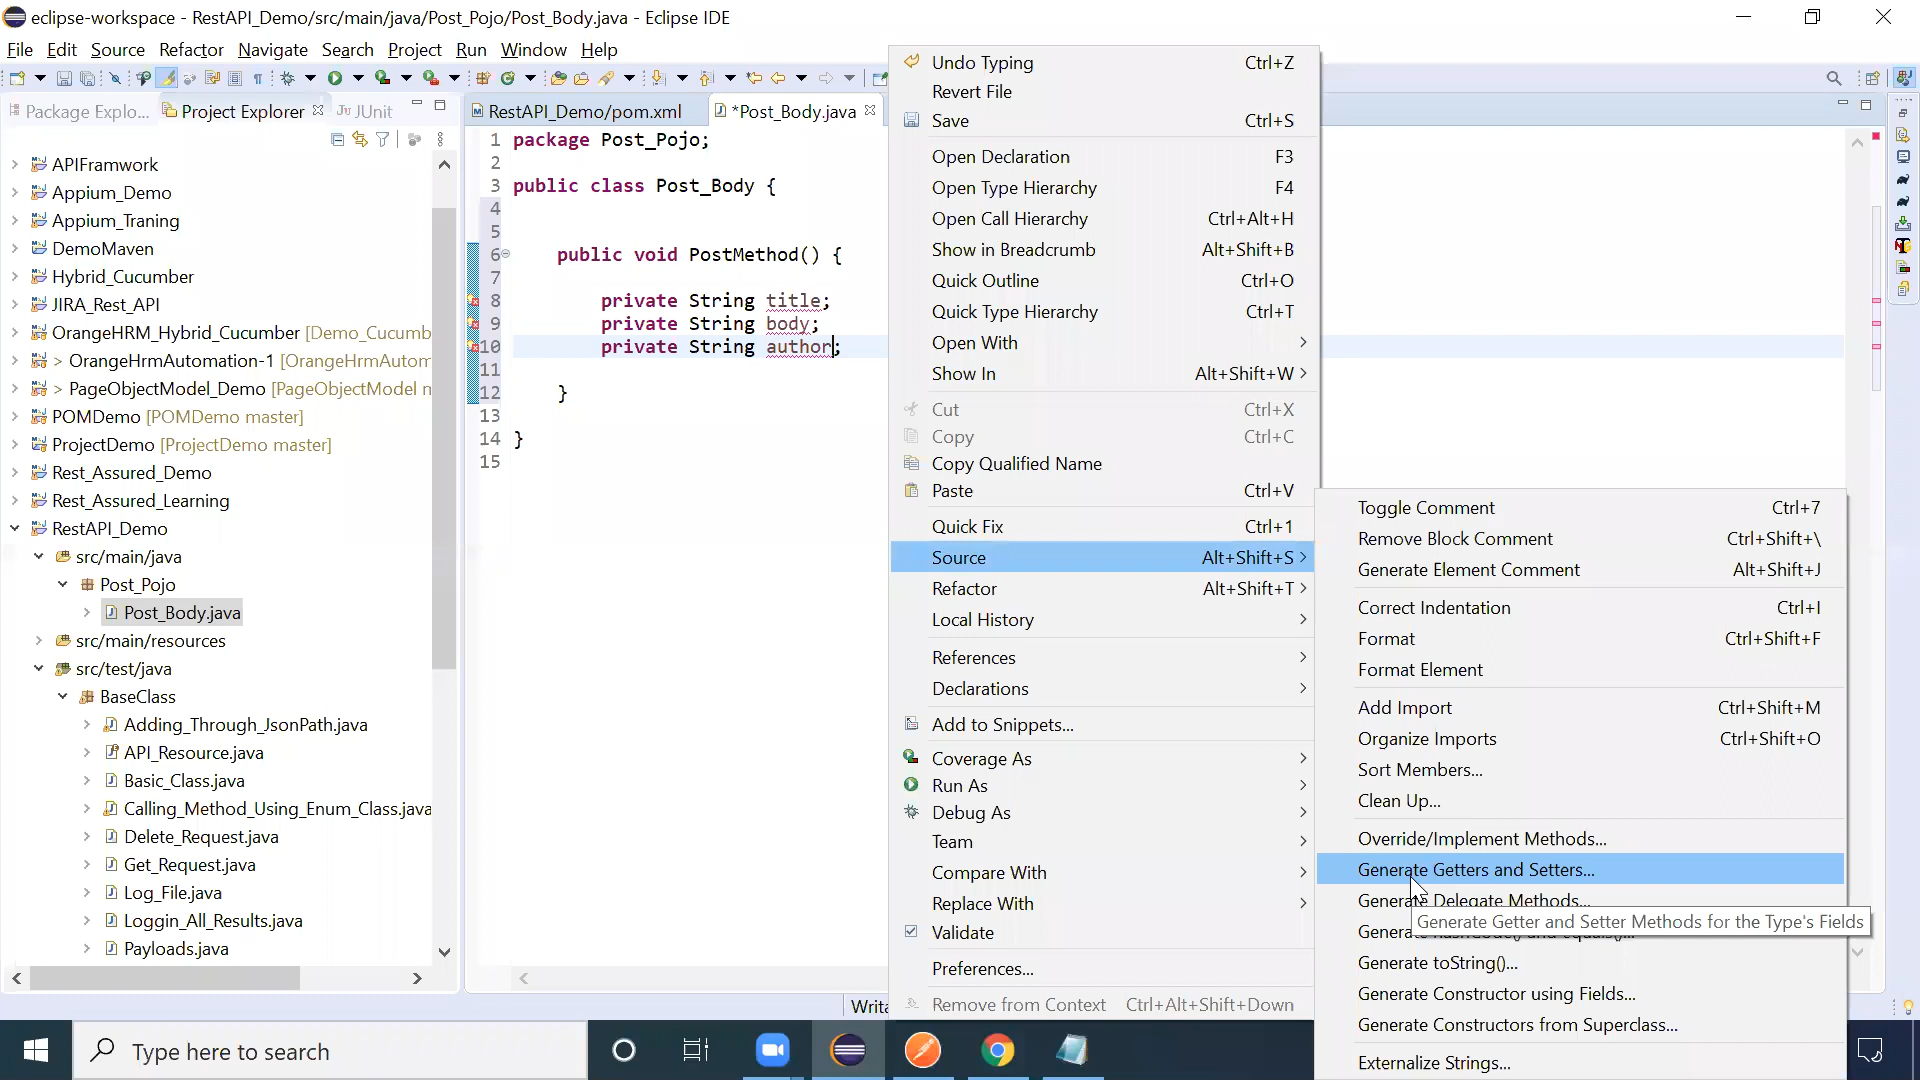 eclipse-workspace - RestAPI_Demo/src/main/java/Post_Pojo/Post_Body.java - Eclipse IDE
File Edit Source Refactor Navigate Search Project Run Window Help
Package Explo... Project Explorer JUnit
RestAPI_Demo/pom.xml *Post_Body.java
APIFramwork
Appium_Demo
Appium_Traning
DemoMaven
Hybrid_Cucumber
JIRA_Rest_API
OrangeHRM_Hybrid_Cucumber [Demo_Cucumb
> OrangeHrmAutomation-1 [OrangeHrmAutom
> PageObjectModel_Demo [PageObjectModel m
POMDemo [POMDemo master]
ProjectDemo [ProjectDemo master]
Rest_Assured_Demo
Rest_Assured_Learning
RestAPI_Demo
src/main/java
Post_Pojo
Post_Body.java
src/main/resources
src/test/java
BaseClass
Adding_Through_JsonPath.java
API_Resource.java
Basic_Class.java
Calling_Method_Using_Enum_Class.java
Delete_Request.java
Get_Request.java
Log_File.java
Loggin_All_Results.java
Payloads.java
1 package Post_Pojo;
2
3 public class Post_Body {
4
5
6 public void PostMethod() {
7
8 private String title;
9 private String body;
10 private String author;
11
12 }
13
14 }
15
Writa
Undo Typing Ctrl+Z
Revert File
Save Ctrl+S
Open Declaration F3
Open Type Hierarchy F4
Open Call Hierarchy Ctrl+Alt+H
Show in Breadcrumb Alt+Shift+B
Quick Outline Ctrl+O
Quick Type Hierarchy Ctrl+T
Open With
Show In Alt+Shift+W
Cut Ctrl+X
Copy Ctrl+C
Copy Qualified Name
Paste Ctrl+V
Quick Fix Ctrl+1
Source Alt+Shift+S
Refactor Alt+Shift+T
Local History
References
Declarations
Add to Snippets...
Coverage As
Run As
Debug As
Team
Compare With
Replace With
Validate
Preferences...
Remove from Context Ctrl+Alt+Shift+Down
Toggle Comment Ctrl+7
Remove Block Comment Ctrl+Shift+\
Generate Element Comment Alt+Shift+J
Correct Indentation Ctrl+I
Format Ctrl+Shift+F
Format Element
Add Import Ctrl+Shift+M
Organize Imports Ctrl+Shift+O
Sort Members...
Clean Up...
Override/Implement Methods...
Generate Getters and Setters...
Generate Delegate Methods...
Generate Getter and Setter Methods for the Type's Fields
Generate toString()...
Generate Constructor using Fields...
Generate Constructors from Superclass...
Externalize Strings...
Type here to search